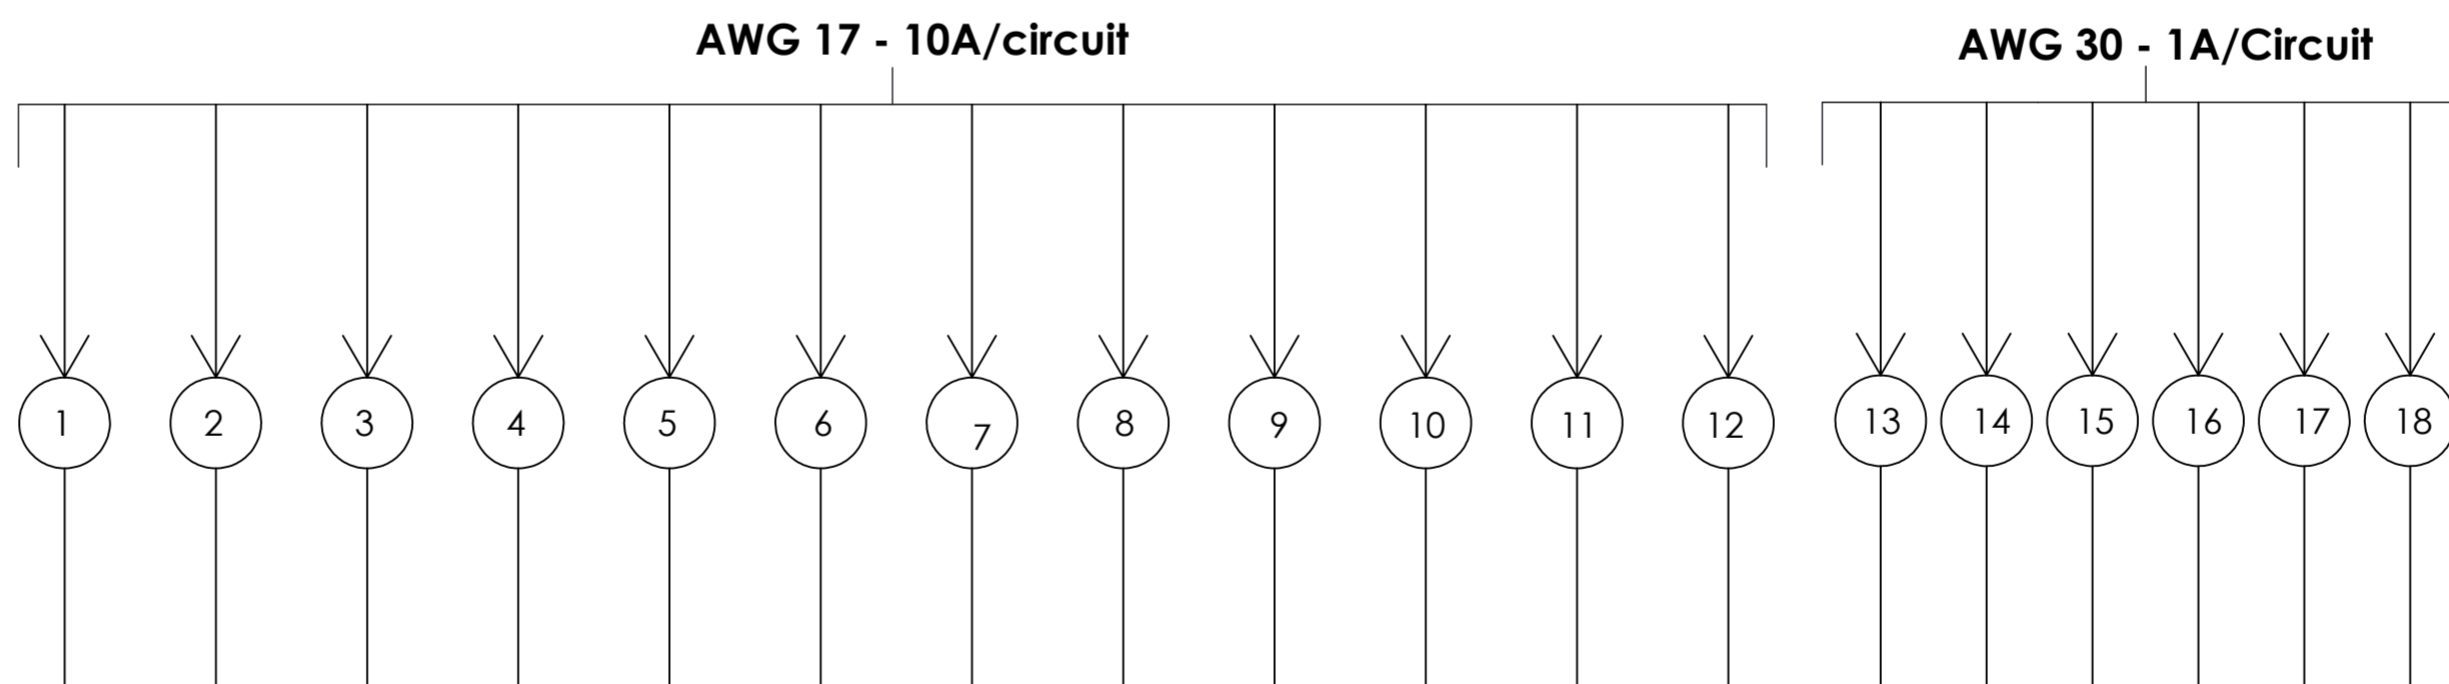 AWG 17 - 10A/circuit
AWG 30 - 1A/Circuit
1 2 3 4 5 6 7 8 9 10 11 12 13 14 15 16 17 18